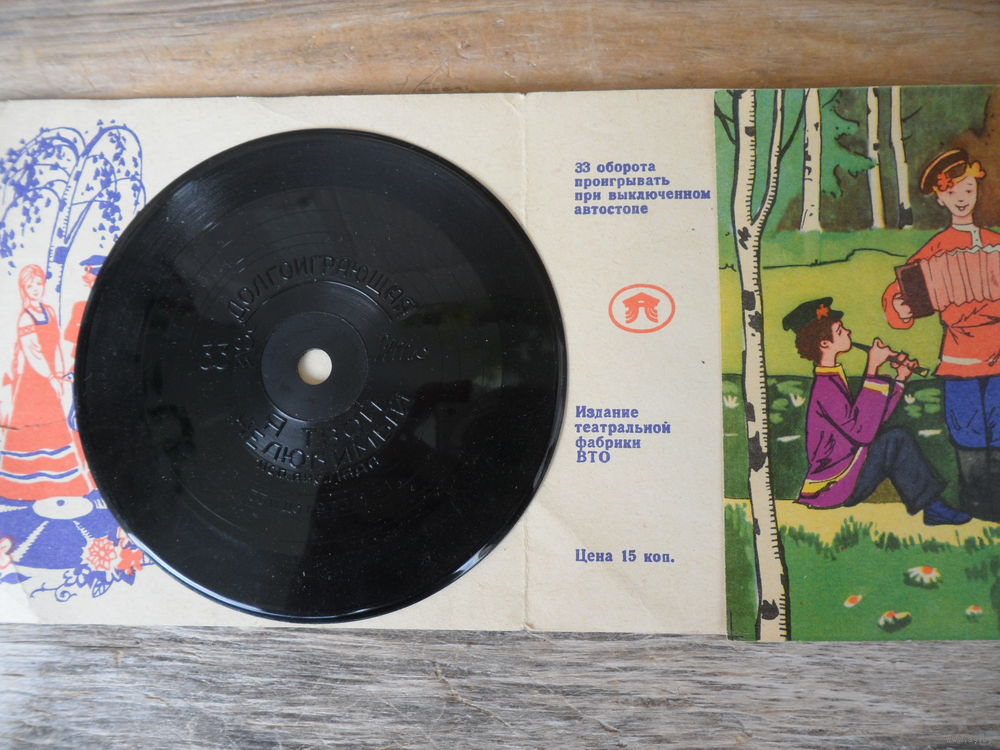 33 оборота
проигрывать
при выключенном
автостопе
Издание
театральной
фабрики
ВТО
Цена 15 коп.
ДОЛГОИГРАЮЩАЯ
33